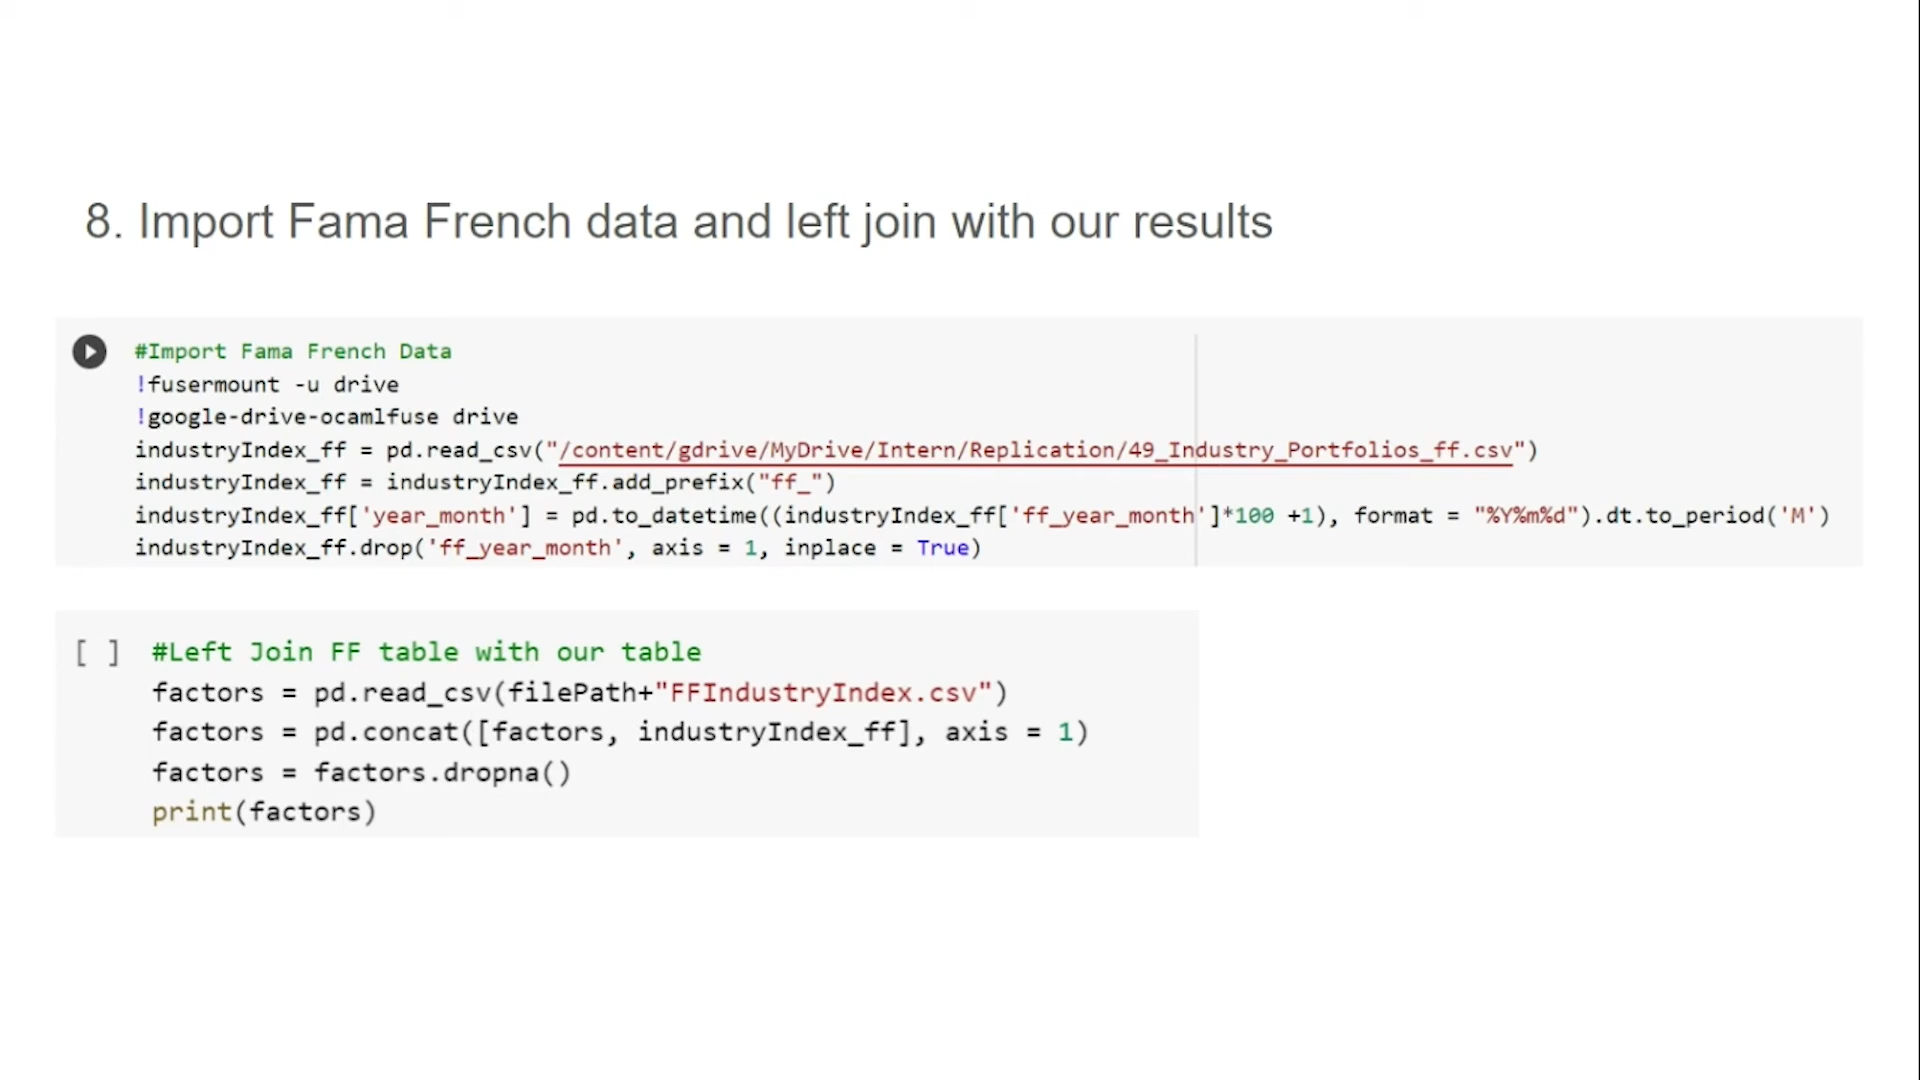 8. Import Fama French data and left join with our results
#Import Fama French Data
!fusermount -u drive
!google-drive-ocamlfuse drive
industryIndex_ff = pd.read_csv("/content/gdrive/MyDrive/Intern/Replication/49_Industry_Portfolios_ff.csv")
industryIndex_ff = industryIndex_ff.add_prefix("ff_")
industryIndex_ff['year_month'] = pd.to_datetime((industryIndex_ff['ff_year_month']*100 +1), format = "%Y%m%d").dt.to_period('M')
industryIndex_ff.drop('ff_year_month', axis = 1, inplace = True)
[ ] #Left Join FF table with our table
factors = pd.read_csv(filePath+"FFIndustryIndex.csv")
factors = pd.concat([factors, industryIndex_ff], axis = 1)
factors = factors.dropna()
print(factors)